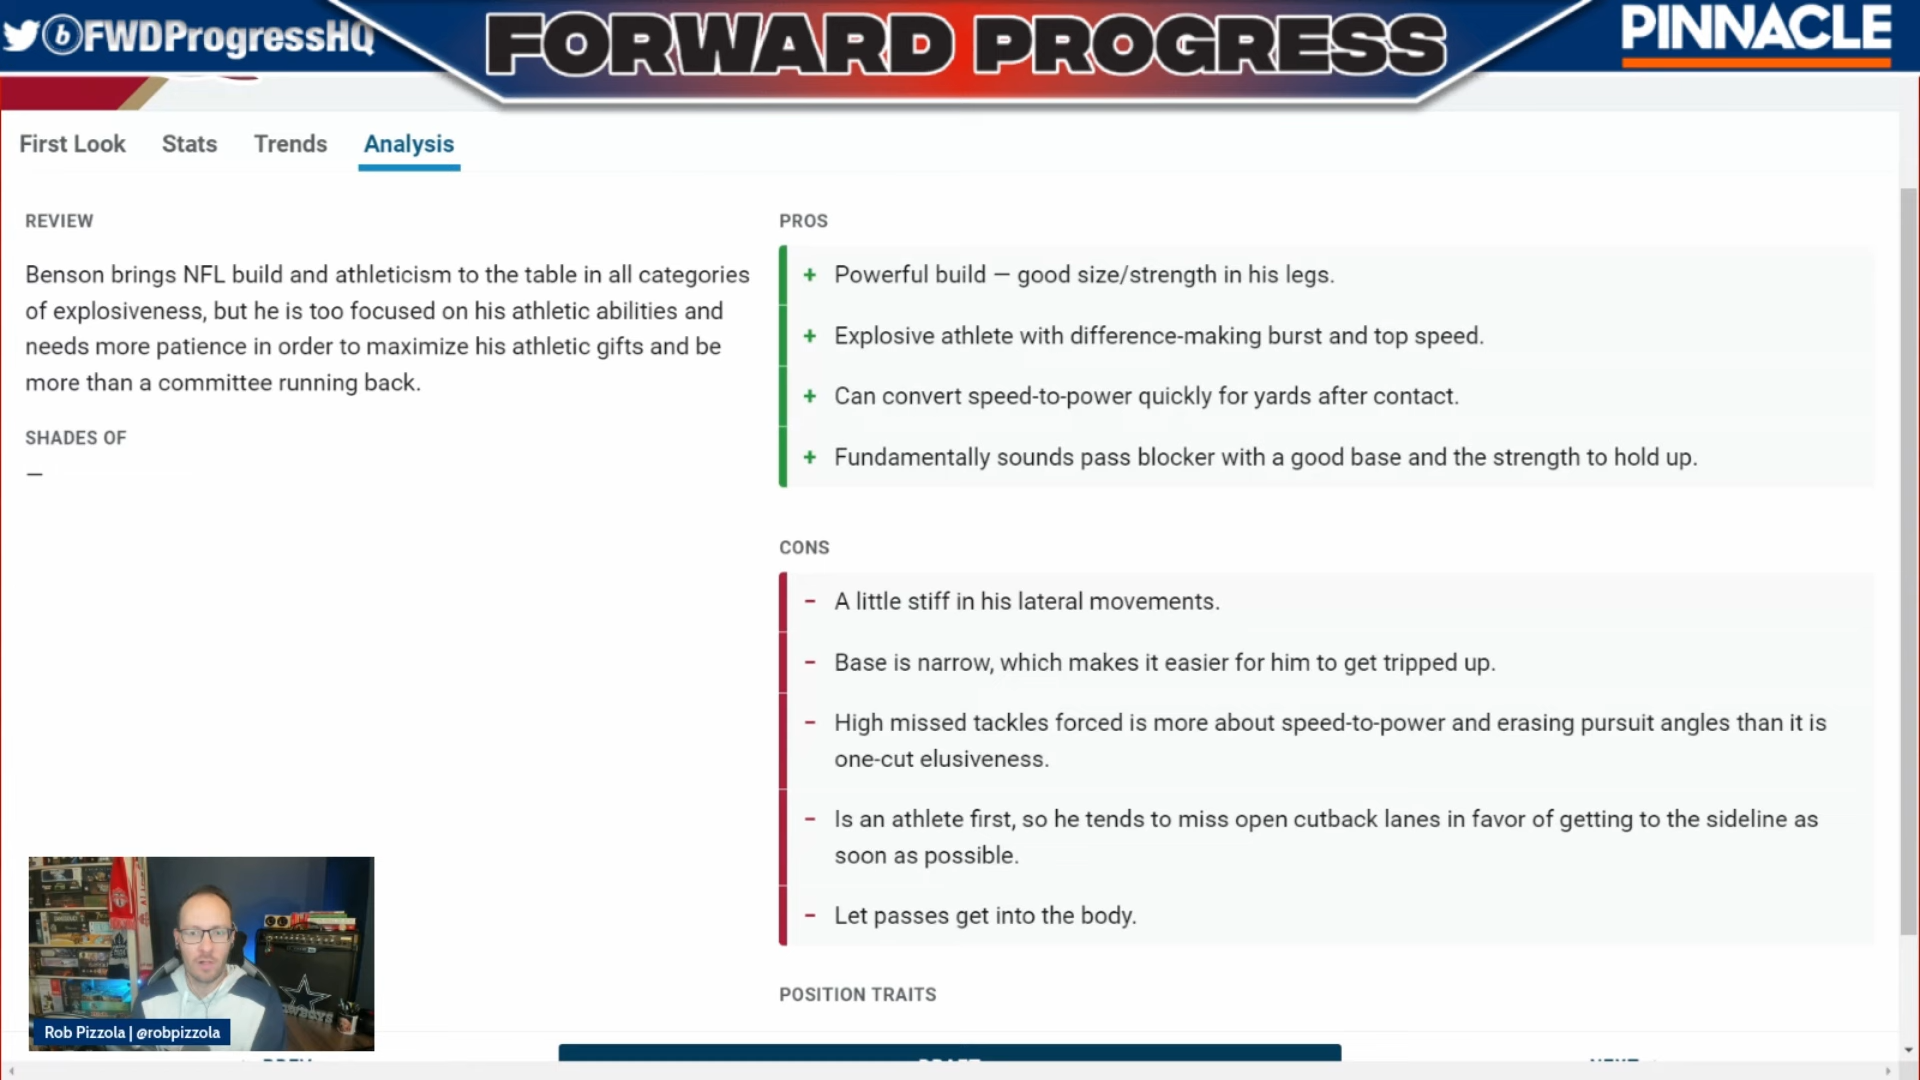 FWDProgressHQ
FORWARD PROGRESS
PINNACLE
First Look
Stats
Trends
Analysis
REVIEW
Benson brings NFL build and athleticism to the table in all categories
of explosiveness, but he is too focused on his athletic abilities and
needs more patience in order to maximize his athletic gifts and be
more than a committee running back.
SHADES OF
—
PROS
+ Powerful build — good size/strength in his legs.
+ Explosive athlete with difference-making burst and top speed.
+ Can convert speed-to-power quickly for yards after contact.
+ Fundamentally sounds pass blocker with a good base and the strength to hold up.
CONS
– A little stiff in his lateral movements.
– Base is narrow, which makes it easier for him to get tripped up.
– High missed tackles forced is more about speed-to-power and erasing pursuit angles than it is
one-cut elusiveness.
– Is an athlete first, so he tends to miss open cutback lanes in favor of getting to the sideline as
soon as possible.
– Let passes get into the body.
POSITION TRAITS
Rob Pizzola | @robpizzola